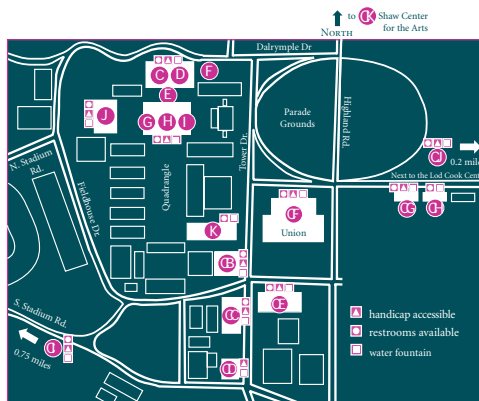 to CK Shaw Center
for the Arts
NORTH
Dalrymple Dr
C D F
E
J
G H I
Parade
Grounds
Highland Rd.
Tower Dr.
Quadrangle
CJ
0.2 mile
Next to the Lod Cook Cent
N. Stadium
Rd.
Fieldhouse Dr.
CG CH
CF
Union
K
CB
CE
CC
S. Stadium Rd.
CI
0.75 miles
CD
handicap accessible
restrooms available
water fountain